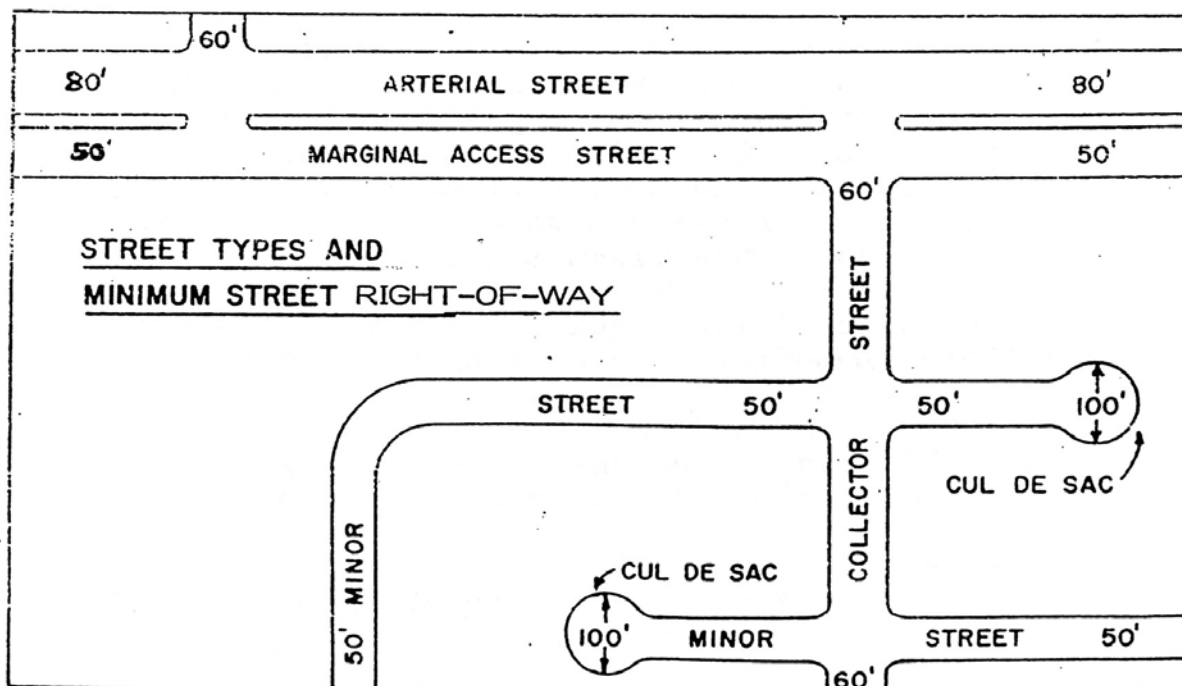 60'
80' ARTERIAL STREET 80'
50' MARGINAL ACCESS STREET 50'
60'
STREET TYPES AND
MINIMUM STREET RIGHT-OF-WAY
STREET
STREET 50' 50' 100'
COLLECTOR
CUL DE SAC
50' MINOR
CUL DE SAC
100' MINOR STREET 50'
60'